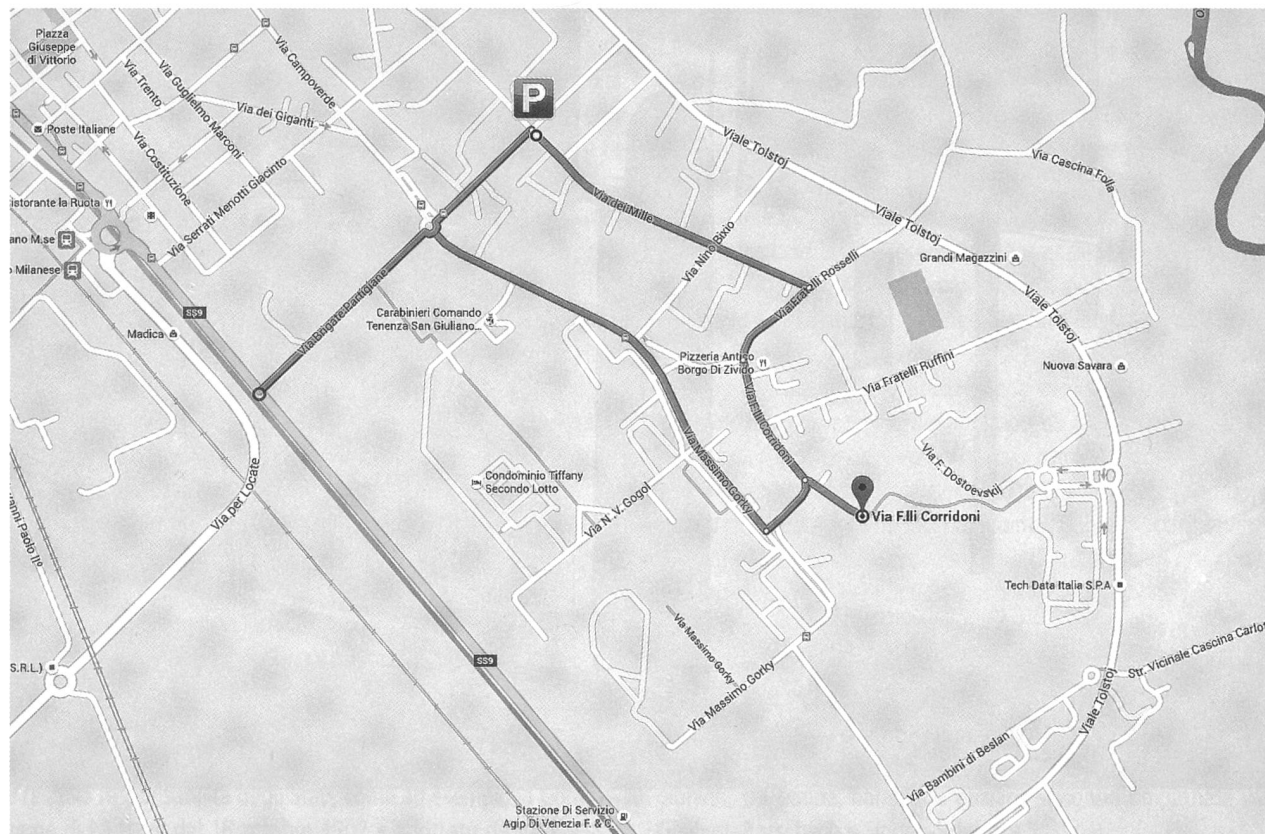 Piazza
Giuseppe
di Vittorio
Via Trento
Via Guglielmo Marconi
Via Campoverde
Via dei Giganti
Poste Italiane
Via Costituzione
Via Serrati Menotti Giacinto
Ristorante la Ruota
P
Viale Tolstoj
Via Cascina Folla
Via dei Mille
Via Nino Bixio
Viale Tolstoj
Grandi Magazzini
Via Fratelli Rosselli
Viale Tolstoj
M.se
Milanese
SS9
Madica
Via Brigate Partigiane
Carabinieri Comando
Tenenza San Giuliano...
Pizzeria Antico
Borgo Di Zivido
Via Fratelli Ruffini
Nuova Savara
Via F.lli Corridoni
Via Massimo Gorky
Via F. Dostoevskij
Via per Locate
Condominio Tiffany
Secondo Lotto
Via N. V. Gogol
Via F.lli Corridoni
Paolo II°
Tech Data Italia S.P.A
Via Massimo Gorky
S.R.L.)
SS9
Via Massimo Gorky
Str. Vicinale Cascina Carlot
Viale Tolstoj
Via Bambini di Beslan
Stazione Di Servizio
Agip Di Venezia F. & C.